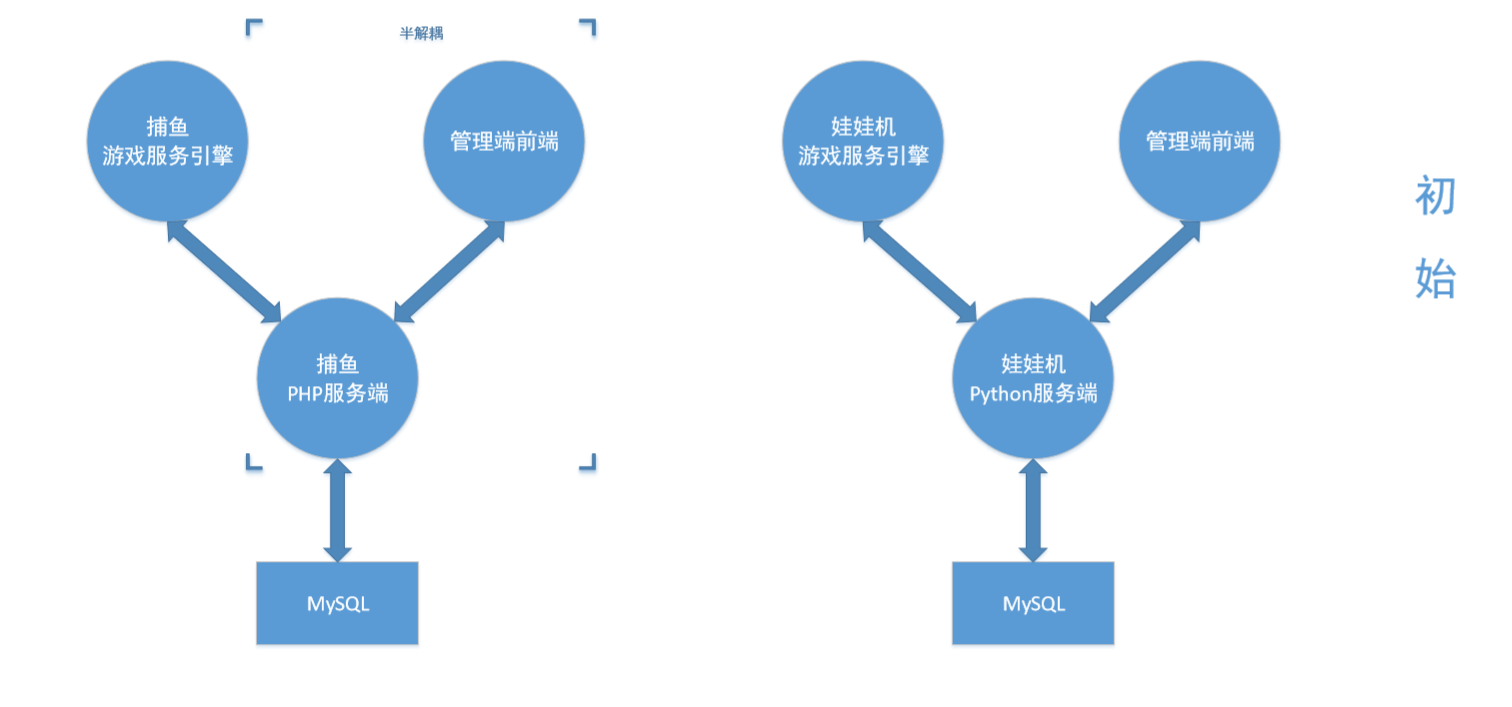 半解耦
捕鱼
游戏服务引擎
管理端前端
娃娃机
游戏服务引擎
管理端前端
初
始
捕鱼
PHP服务端
娃娃机
Python服务端
MySQL
MySQL